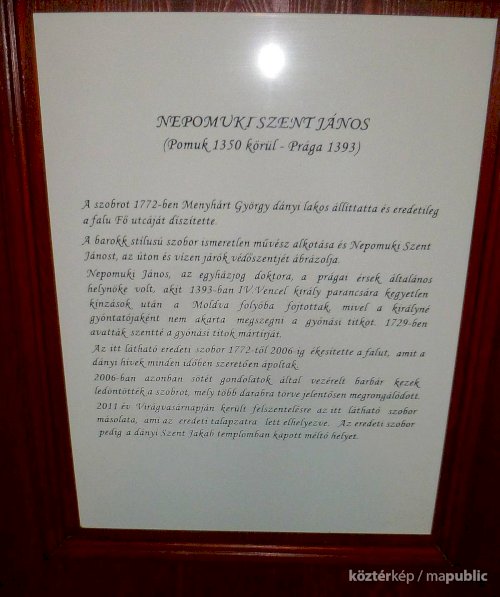 NEPOMUKI SZENT JÁNOS
(Pomuk 1350 körül - Prága 1393)
A szobrot 1772-ben Menyhárt György dányi lakos állíttatta és eredetileg
a falu Fő utcáját díszítette.
A barokk stílusú szobor ismeretlen művész alkotása és Nepomuki Szent
Jánost, az úton és vízen járók védőszentjét ábrázolja.
Nepomuki János, az egyházjog doktora, a prágai érsek általános
helynöke volt, akit 1393-ban IV.Vencel király parancsára kegyetlen
kínzások után a Moldva folyóba fojtottak, mivel a királyné
gyóntatójaként nem akarta megszegni a gyónási titkot. 1729-ben
avatták szentté a gyónási titok mártírját.
Az itt látható eredeti szobor 1772-től 2006-ig ékesítette a falut, amit a
dányi hívek minden időben szeretően ápoltak.
2006-ban azonban sötét gondolatok által vezérelt barbár kezek
ledöntötték a szobrot, mely több darabra törve jelentősen megrongálódott.
2011 év Virágvasárnapján került felszentelésre az itt látható szobor
másolata, ami az eredeti talapzatra lett elhelyezve. Az eredeti szobor
pedig a dányi Szent Jakab templomban kapott méltó helyet.
köztérkép / mapublic